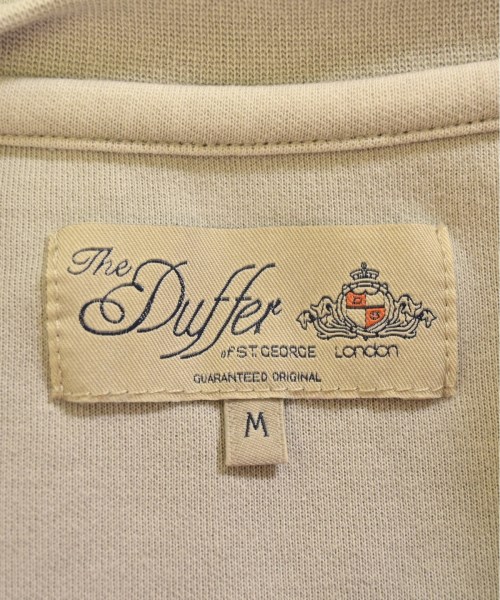 The Duffer
of ST. GEORGE
London
GUARANTEED ORIGINAL
M